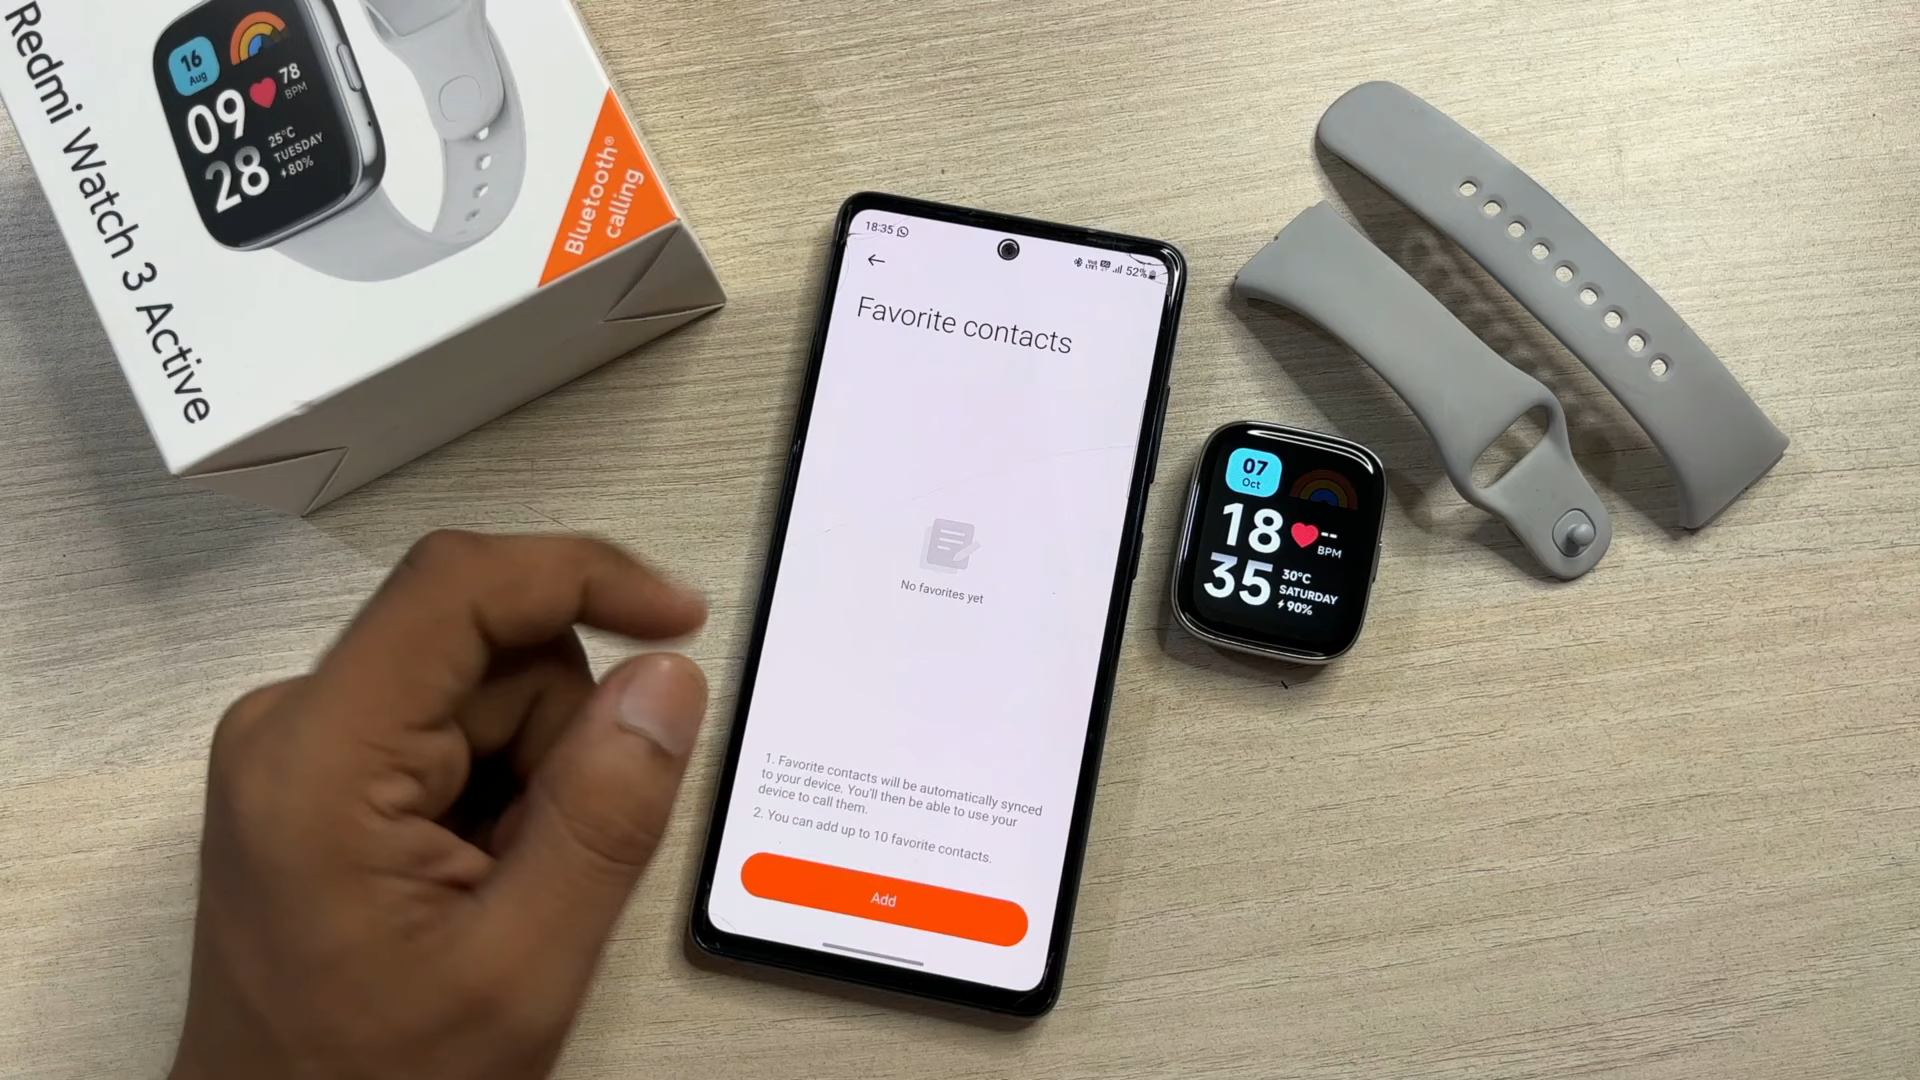 Redmi Watch 3 Active
16
Aug
78
BPM
09
28
25°C
TUESDAY
80%
Bluetooth®
calling
18:35
52%
Favorite contacts
No favorites yet
1. Favorite contacts will be automatically synced
to your device. You'll then be able to use your
device to call them.
2. You can add up to 10 favorite contacts.
Add
07
Oct
18
--
BPM
35
30°C
SATURDAY
90%